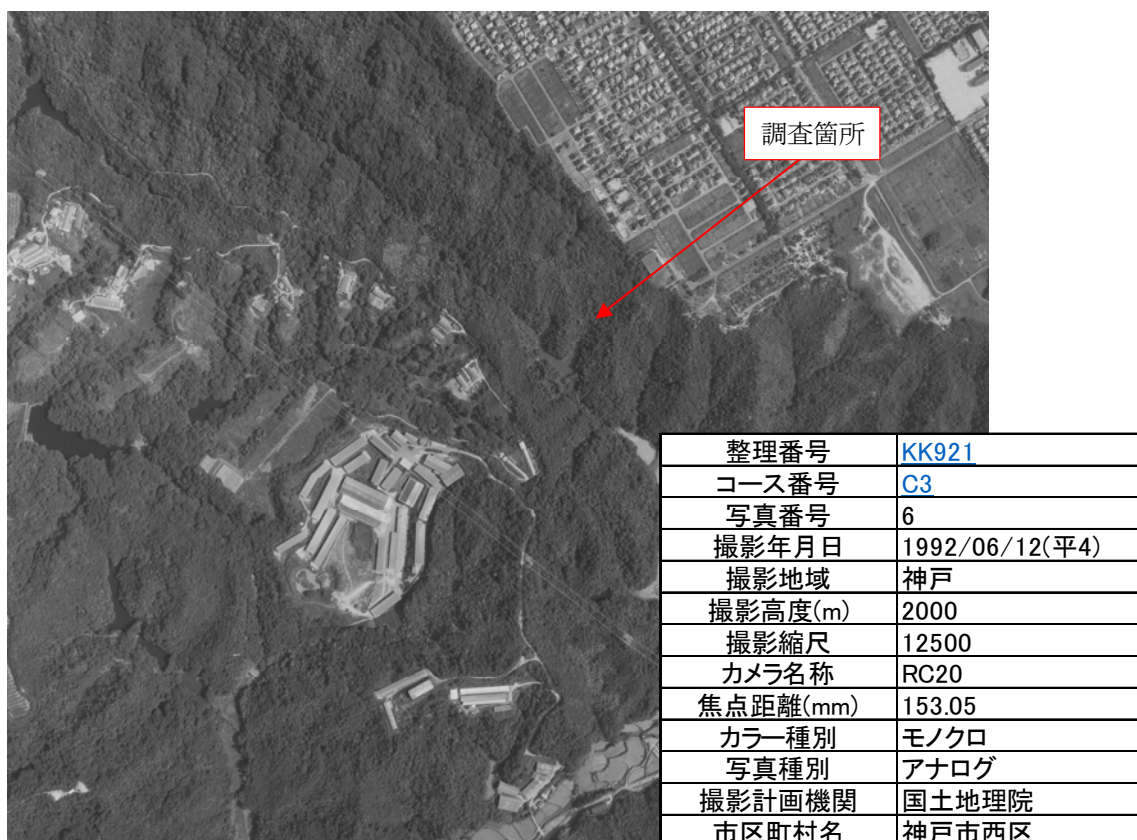 調査箇所
整理番号 KK921
コース番号 C3
写真番号 6
撮影年月日 1992/06/12(平4)
撮影地域 神戸
撮影高度(m) 2000
撮影縮尺 12500
カメラ名称 RC20
焦点距離(mm) 153.05
カラー種別 モノクロ
写真種別 アナログ
撮影計画機関 国土地理院
市区町村名 神戸市西区